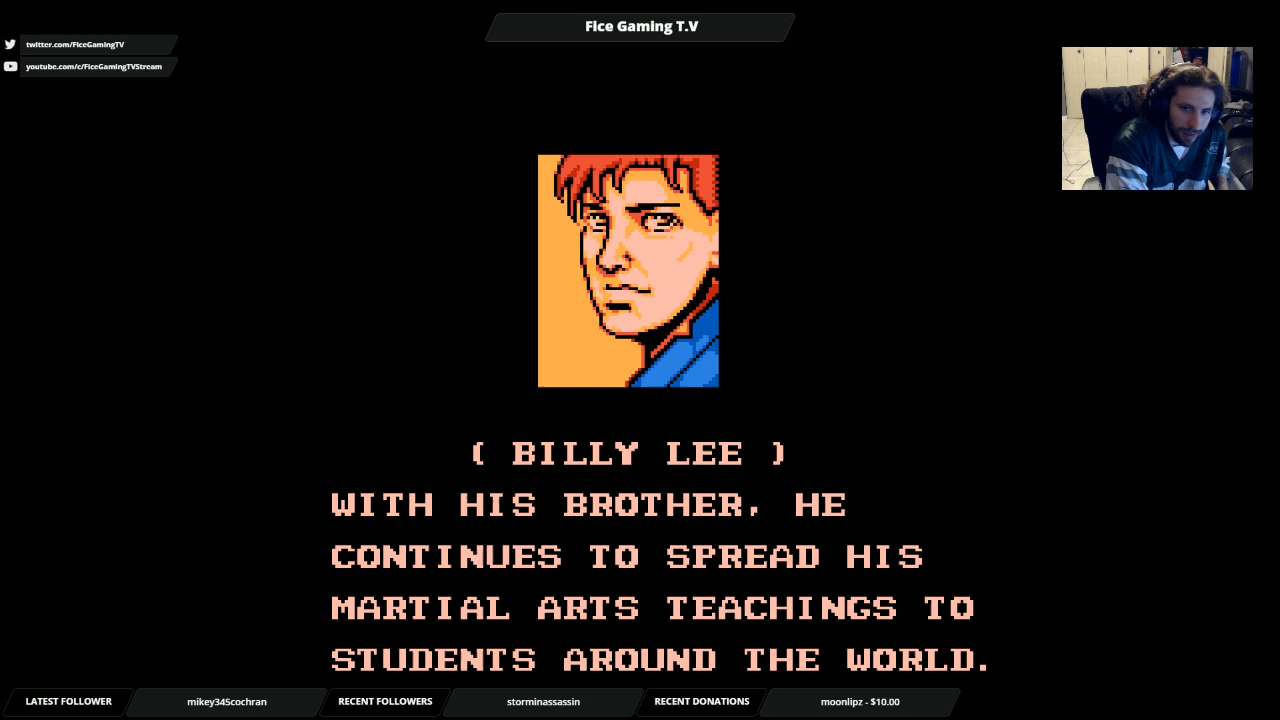 Fice Gaming T.V
twitter.com/FiceGamingTV
youtube.com/c/FiceGamingTVStream
( BILLY LEE )
WITH HIS BROTHER, HE
CONTINUES TO SPREAD HIS
MARTIAL ARTS TEACHINGS TO
STUDENTS AROUND THE WORLD.
LATEST FOLLOWER mikey345cochran RECENT FOLLOWERS storminassassin RECENT DONATIONS moonlipz - $10.00